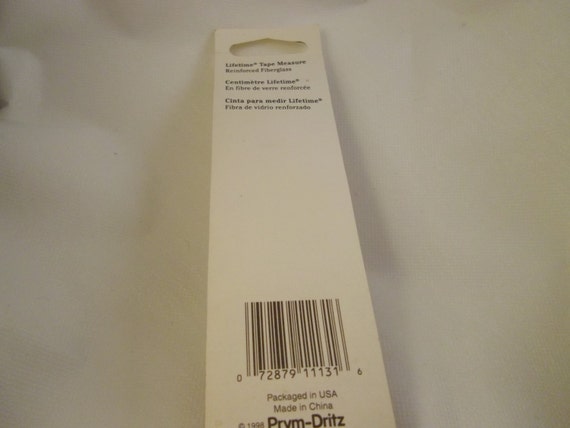 Lifetime® Tape Measure
Reinforced Fiberglass
Centimètre Lifetime®
En fibre de verre renforcée
Cinta para medir Lifetime®
Fibra de vidrio renforzado
0 72879 11131 6
Packaged in USA
Made in China
© 1998 Prym-Dritz